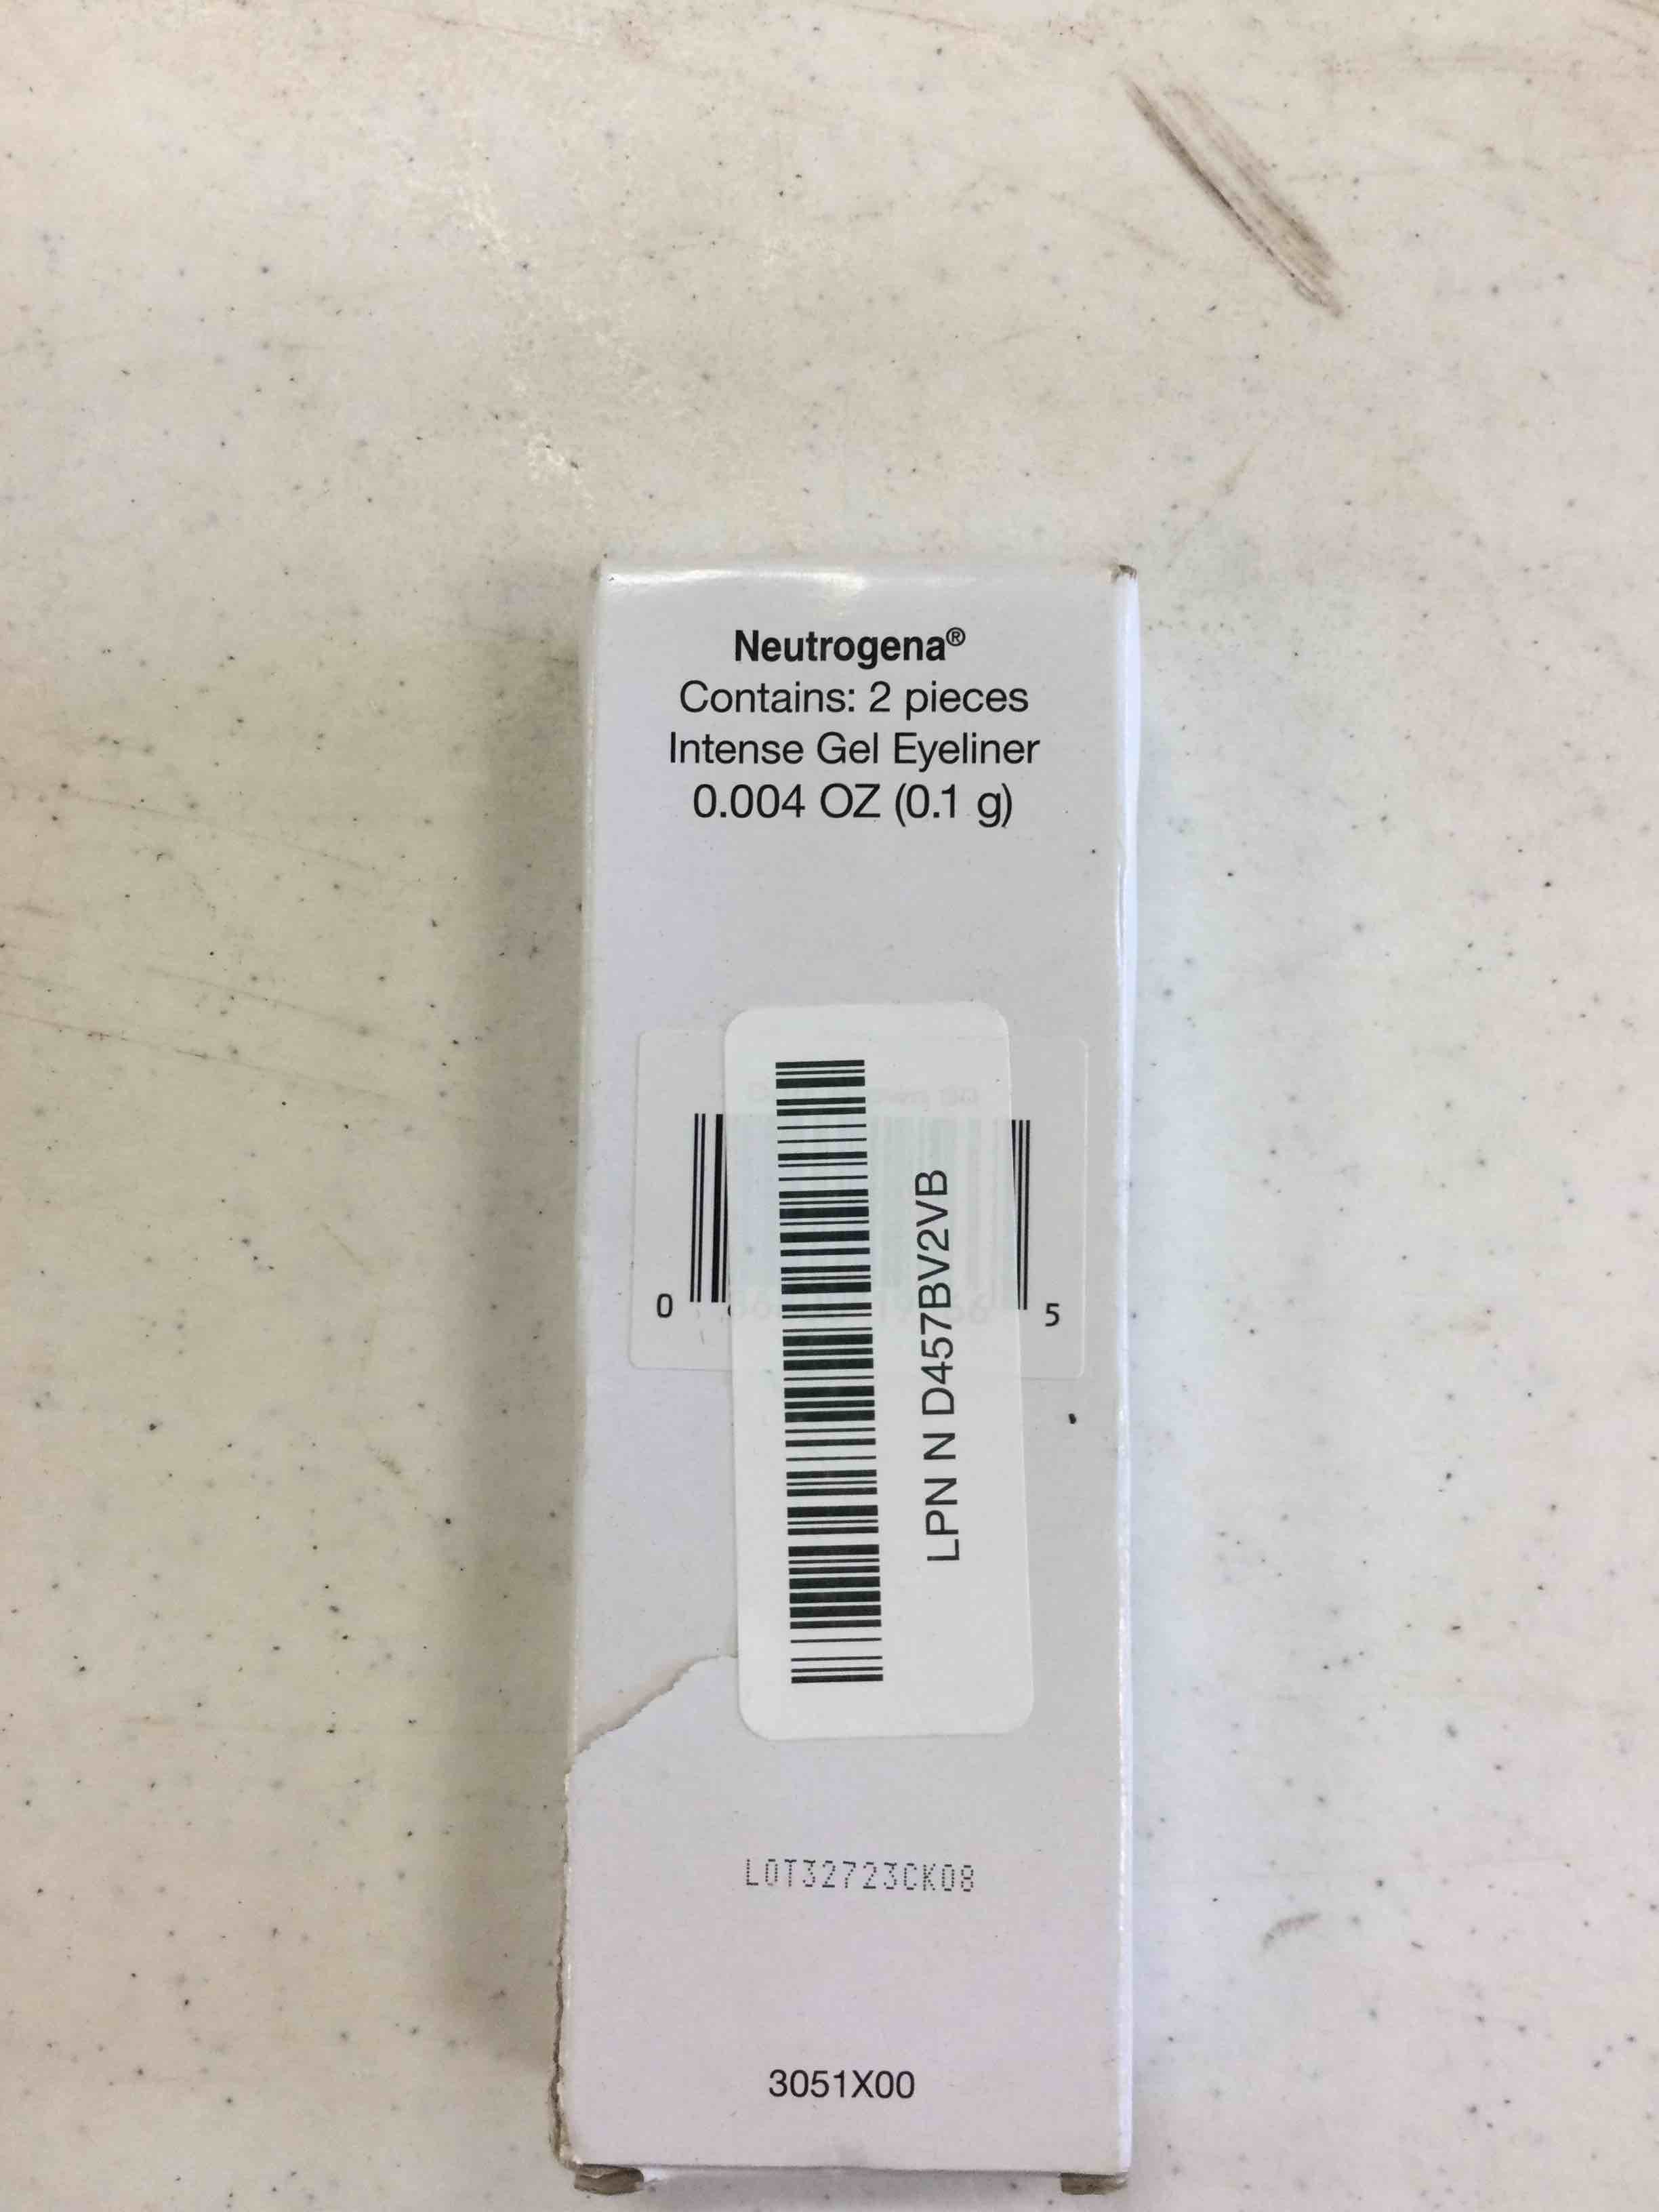 Neutrogena®
Contains: 2 pieces
Intense Gel Eyeliner
0.004 OZ (0.1 g)
0
5
LPN N D457BV2VB
LOT32723CK08
3051X00